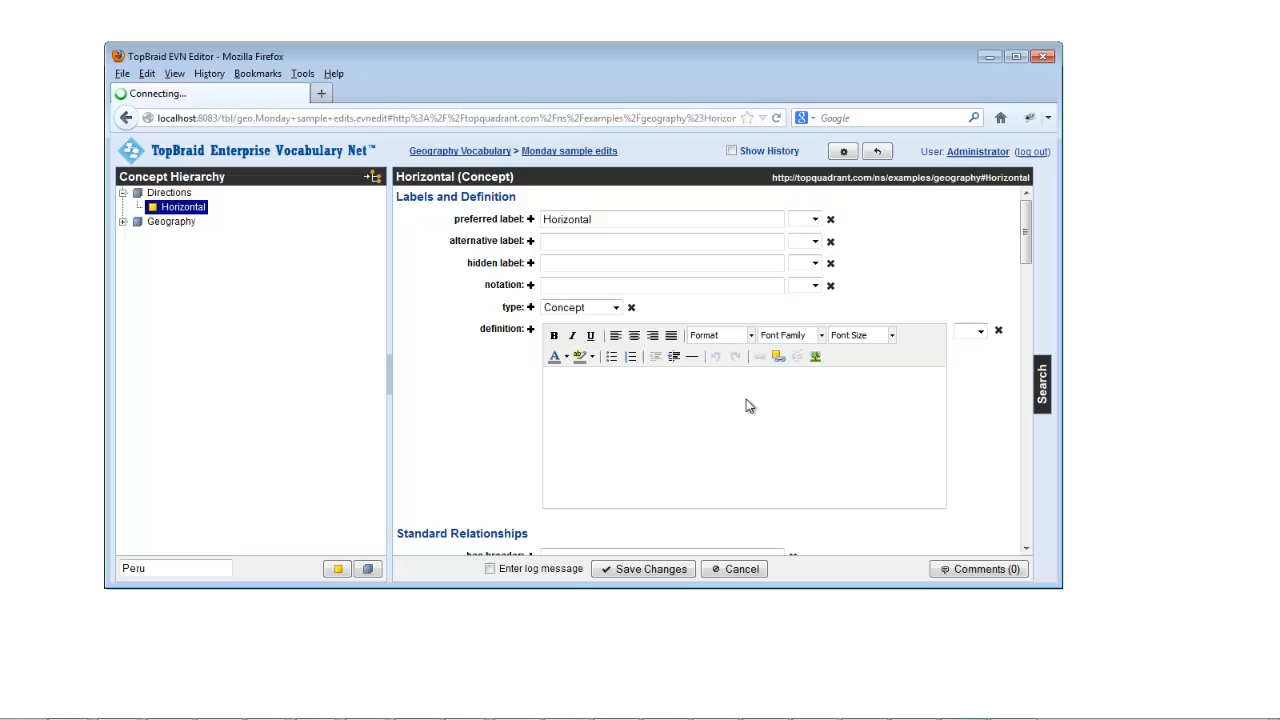 TopBraid EVN Editor - Mozilla Firefox
File Edit View History Bookmarks Tools Help
Connecting...
localhost:8083/tbl/geo.Monday+sample+edits.evnedit#http%3A%2F%2Ftopquadrant.com%2Fns%2Fexamples%2Fgeography%23Horizor
Google
TopBraid Enterprise Vocabulary Net™
Geography Vocabulary > Monday sample edits
Show History
User: Administrator (log out)
Concept Hierarchy
Directions
Horizontal
Geography
Peru
Horizontal (Concept)
http://topquadrant.com/ns/examples/geography#Horizontal
Labels and Definition
preferred label: Horizontal
alternative label:
hidden label:
notation:
type: Concept
definition:
B I U Format Font Family Font Size
A ab
Standard Relationships
has broader:
Enter log message Save Changes Cancel Comments (0)
Search